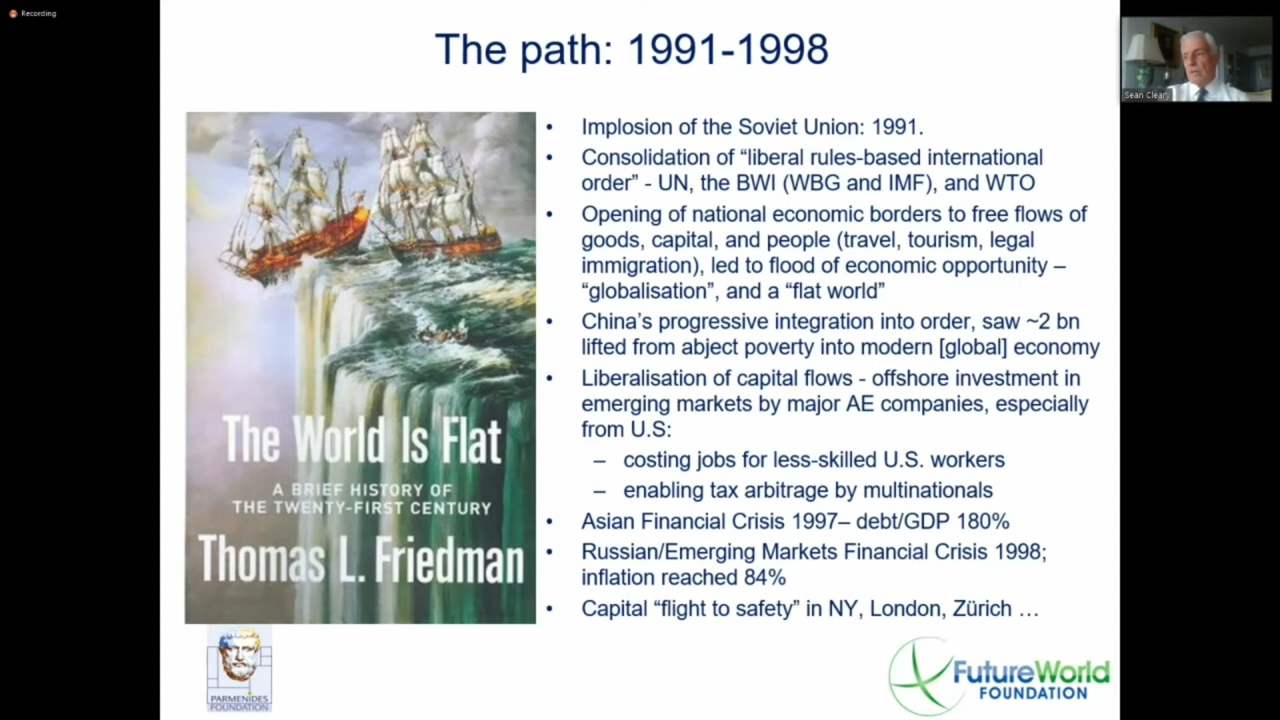 Recording
The path: 1991-1998
Sean Cleary
The World Is Flat
A BRIEF HISTORY OF
THE TWENTY-FIRST CENTURY
Thomas L. Friedman
• Implosion of the Soviet Union: 1991.
• Consolidation of “liberal rules-based international
order” - UN, the BWI (WBG and IMF), and WTO
• Opening of national economic borders to free flows of
goods, capital, and people (travel, tourism, legal
immigration), led to flood of economic opportunity –
“globalisation”, and a “flat world”
• China’s progressive integration into order, saw ~2 bn
lifted from abject poverty into modern [global] economy
• Liberalisation of capital flows - offshore investment in
emerging markets by major AE companies, especially
from U.S:
– costing jobs for less-skilled U.S. workers
– enabling tax arbitrage by multinationals
• Asian Financial Crisis 1997– debt/GDP 180%
• Russian/Emerging Markets Financial Crisis 1998;
inflation reached 84%
• Capital “flight to safety” in NY, London, Zürich …
PARMENIDES
FOUNDATION
FutureWorld
FOUNDATION